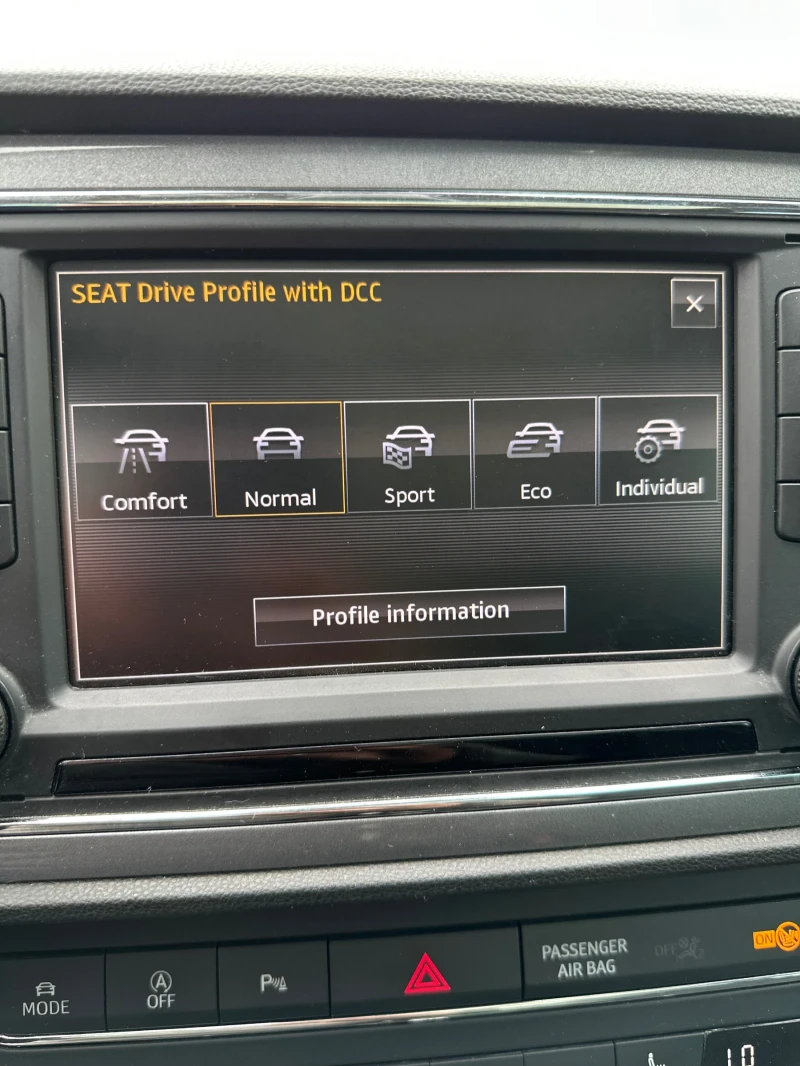 SEAT Drive Profile with DCC
Comfort
Normal
Sport
Eco
Individual
Profile information
MODE
A
OFF
P
PASSENGER
AIR BAG
OFF
ON